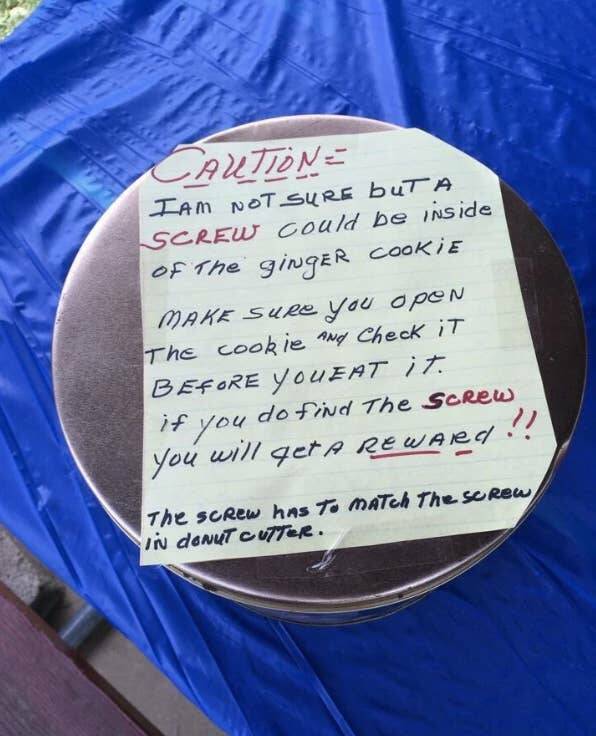 CAUTION=
I AM NOT SURE buT A
SCREW could be iNside
oF The giNgER cookiE
MAKE SuRe you opeN
The cookie ANd Check iT
BEFORE YOU EAT iT.
if you do fiNd The SCREW
You will get A REWARd !!
The SCREW hAS To MATCh The SCREW
iN doNuT cuTTeR.